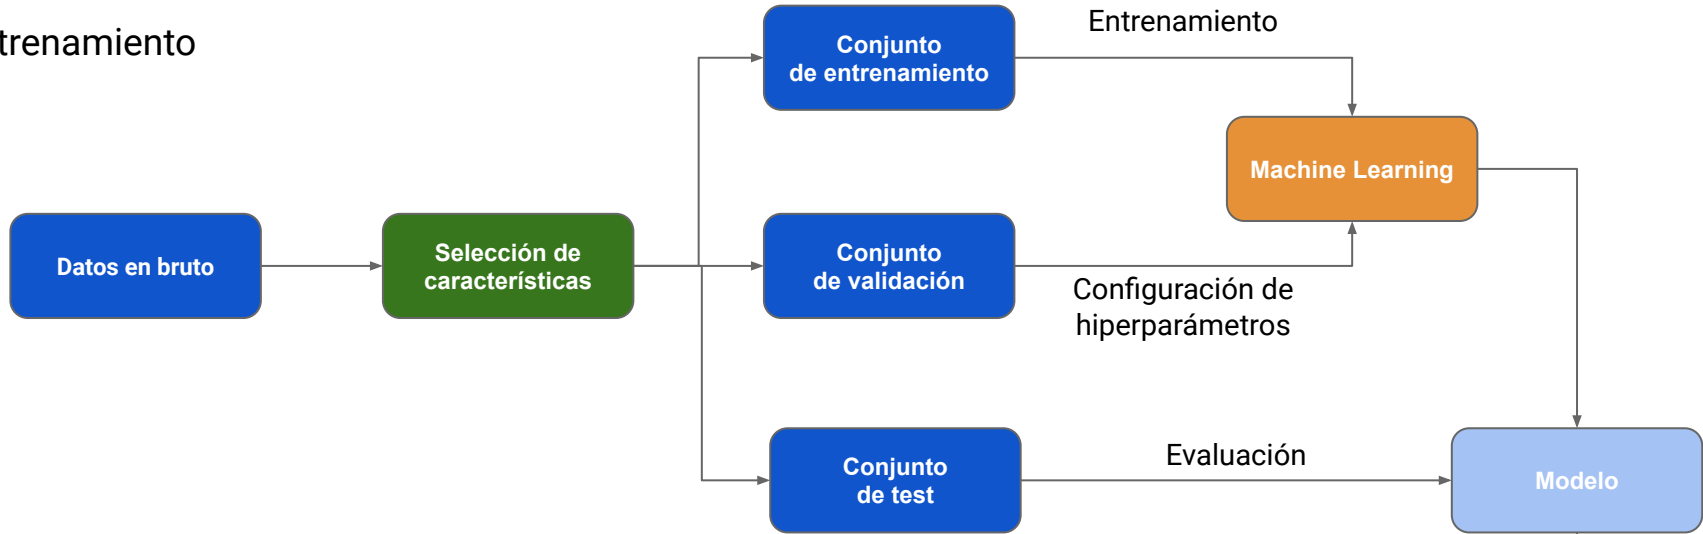 trenamiento
Conjunto
de entrenamiento
Entrenamiento
Machine Learning
Datos en bruto
Selección de
características
Conjunto
de validación
Configuración de
hiperparámetros
Conjunto
de test
Evaluación
Modelo